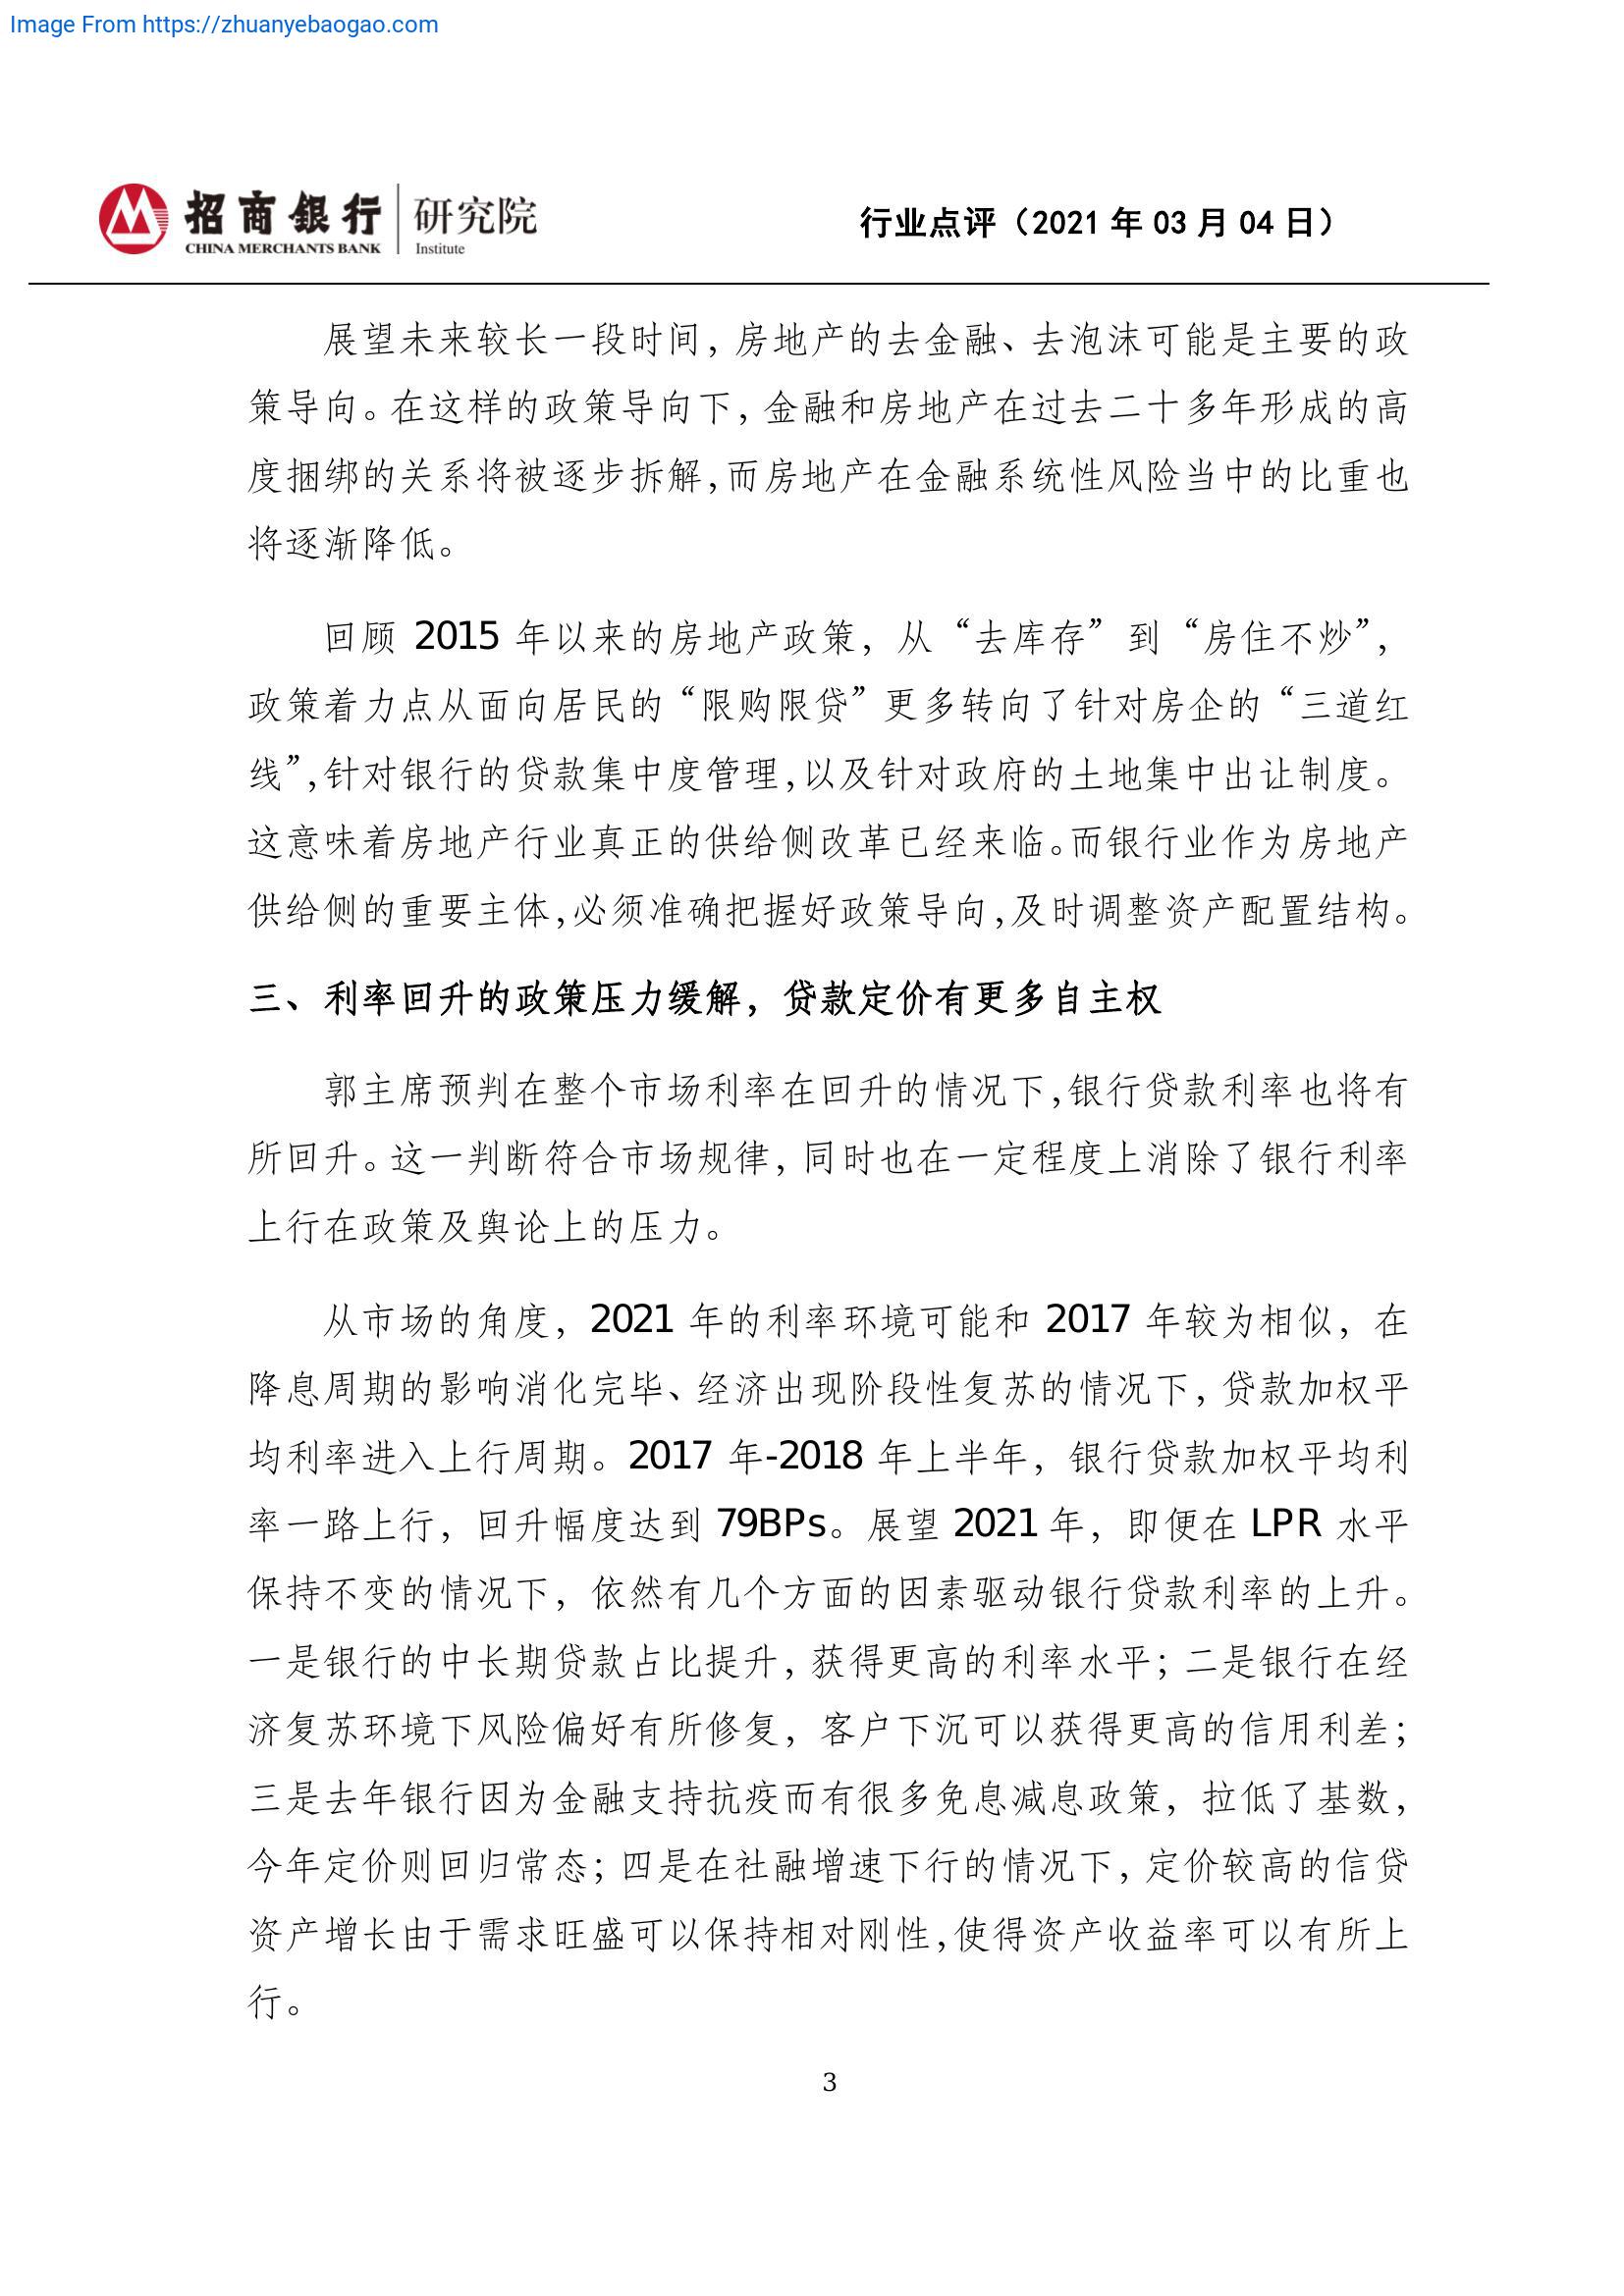 Image From https://zhuanyebaogao.com
招商銀行 研究院
CHINA MERCHANTS BANK Institute
行业点评（2021 年 03 月 04 日）
展望未来较长一段时间，房地产的去金融、去泡沫可能是主要的政
策导向。在这样的政策导向下，金融和房地产在过去二十多年形成的高
度捆绑的关系将被逐步拆解，而房地产在金融系统性风险当中的比重也
将逐渐降低。
回顾 2015 年以来的房地产政策，从“去库存”到“房住不炒”，
政策着力点从面向居民的“限购限贷”更多转向了针对房企的“三道红
线”，针对银行的贷款集中度管理，以及针对政府的土地集中出让制度。
这意味着房地产行业真正的供给侧改革已经来临。而银行业作为房地产
供给侧的重要主体，必须准确把握好政策导向，及时调整资产配置结构。
三、利率回升的政策压力缓解，贷款定价有更多自主权
郭主席预判在整个市场利率在回升的情况下，银行贷款利率也将有
所回升。这一判断符合市场规律，同时也在一定程度上消除了银行利率
上行在政策及舆论上的压力。
从市场的角度，2021 年的利率环境可能和 2017 年较为相似，在
降息周期的影响消化完毕、经济出现阶段性复苏的情况下，贷款加权平
均利率进入上行周期。2017 年-2018 年上半年，银行贷款加权平均利
率一路上行，回升幅度达到 79BPs。展望 2021 年，即便在 LPR 水平
保持不变的情况下，依然有几个方面的因素驱动银行贷款利率的上升。
一是银行的中长期贷款占比提升，获得更高的利率水平；二是银行在经
济复苏环境下风险偏好有所修复，客户下沉可以获得更高的信用利差；
三是去年银行因为金融支持抗疫而有很多免息减息政策，拉低了基数，
今年定价则回归常态；四是在社融增速下行的情况下，定价较高的信贷
资产增长由于需求旺盛可以保持相对刚性，使得资产收益率可以有所上
行。
3